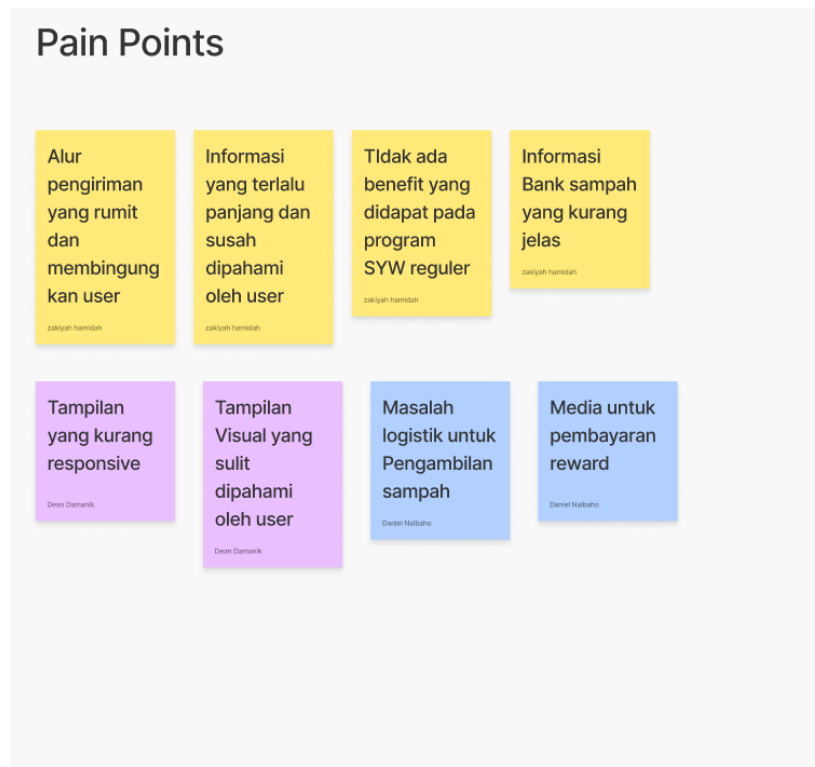 Pain Points
Alur
pengiriman
yang rumit
dan
membingung
kan user
zakiyah hamidah
Informasi
yang terlalu
panjang dan
susah
dipahami
oleh user
zakiyah hamidah
TIdak ada
benefit yang
didapat pada
program
SYW reguler
zakiyah hamidah
Informasi
Bank sampah
yang kurang
jelas
zakiyah hamidah
Tampilan
yang kurang
responsive
Dean Damanik
Tampilan
Visual yang
sulit
dipahami
oleh user
Dean Damanik
Masalah
logistik untuk
Pengambilan
sampah
Daniel Naibaho
Media untuk
pembayaran
reward
Daniel Naibaho